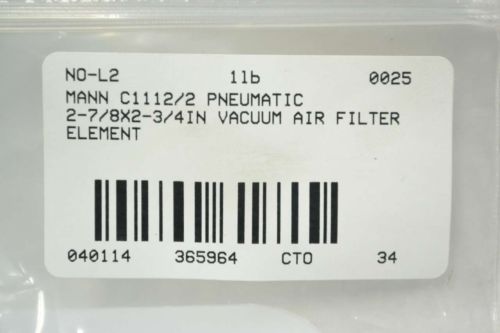 NO-L2 1lb 0025
MANN C1112/2 PNEUMATIC
2-7/8X2-3/4IN VACUUM AIR FILTER
ELEMENT
040114 365964 CTO 34